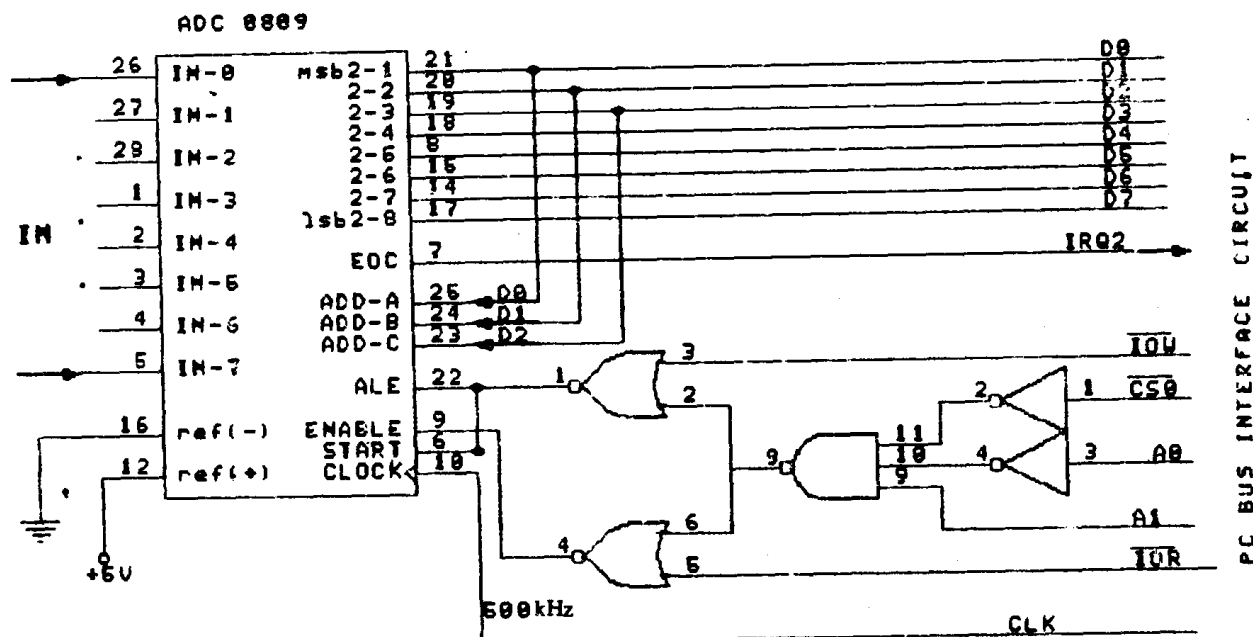 ADC 0809
26 IN-0 msb2-1 21 D0
2-2 20 D1
27 IN-1 2-3 19
2-4 18 D3
28 IN-2 2-5 8 D4
2-6 15 D5
1 IN-3 2-7 14 D6
lsb2-8 17 D7
IN
2 IN-4
EOC 7 IRQ2
3 IN-5
ADD-A 25 D0
4 IN-6 ADD-B 24 D1
ADD-C 23 D2
5 IN-7
ALE 22 1 3 IOW
2
2 1 CS0
16 ref(-) ENABLE 9
START 6
11
12 ref(+) CLOCK 10
9 10 4 3 A0
9
A1
4 6
5 IOR
+5V
500kHz
CLK
PC BUS INTERFACE CIRCUIT